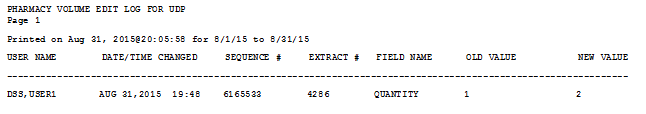 PHARMACY VOLUME EDIT LOG FOR UDP
Page 1
Printed on Aug 31, 2015@20:05:58 for 8/1/15 to 8/31/15
USER NAME DATE/TIME CHANGED SEQUENCE # EXTRACT # FIELD NAME OLD VALUE NEW VALUE
--------------------------------------------------------------------------------------------------------------
DSS,USER1 AUG 31,2015 19:48 6165533 4286 QUANTITY 1 2